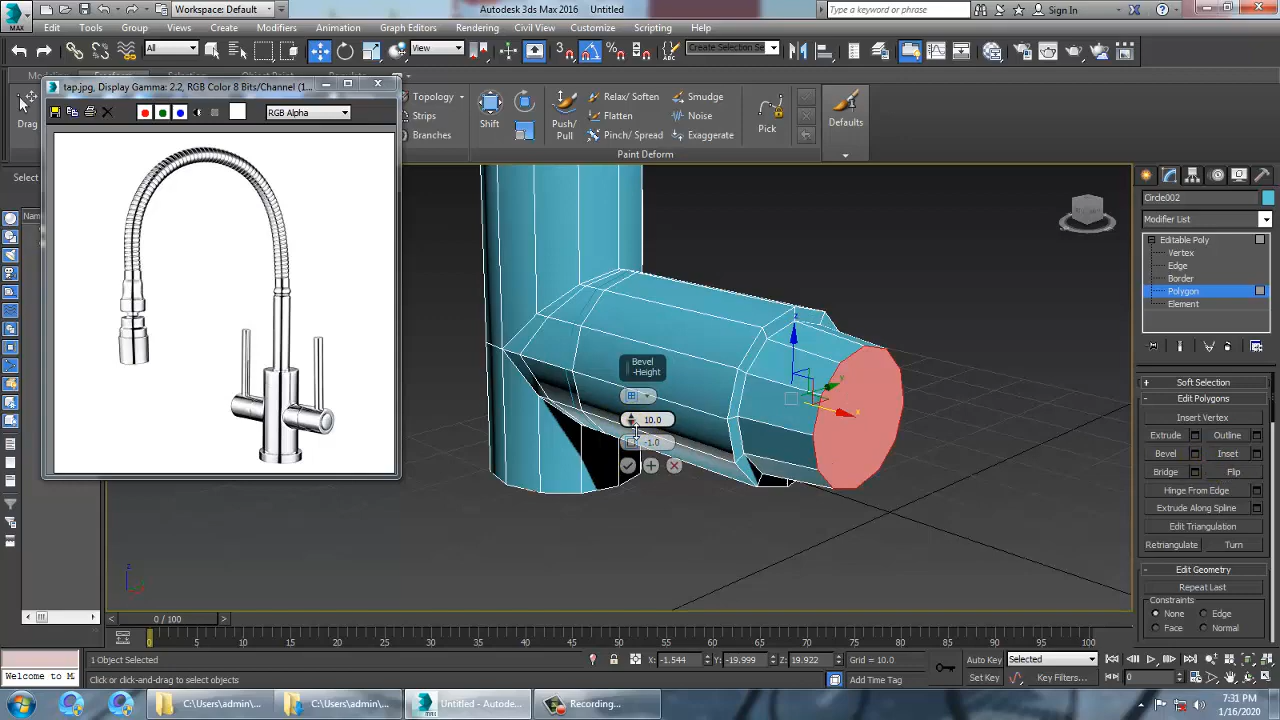 Workspace: Default
Autodesk 3ds Max 2016 Untitled
Type a keyword or phrase
Sign In
MAX
Edit Tools Group Views Create Modifiers Animation Graph Editors Rendering Civil View Customize Scripting Help
All
View
Create Selection Se
tap.jpg, Display Gamma: 2.2, RGB Color 8 Bits/Channel (1...
RGB Alpha
Drag
Topology
Strips
Branches
Shift
Push/
Pull
Relax/ Soften
Flatten
Pinch/ Spread
Smudge
Noise
Exaggerate
Pick
Defaults
Paint Deform
Select
Circle002
Modifier List
Editable Poly
Vertex
Edge
Border
Polygon
Element
Bevel
-Height
10.0
-1.0
z
y
x
Soft Selection
Edit Polygons
Insert Vertex
Extrude Outline
Bevel Inset
Bridge Flip
Hinge From Edge
Extrude Along Spline
Edit Triangulation
Retriangulate Turn
Edit Geometry
Repeat Last
Constraints
None Edge
Face Normal
0 / 100
0 5 10 15 20 25 30 35 40 45 50 55 60 65 70 75 80 85 90 95 100
1 Object Selected
X: -1.544 Y: -19.999 Z: 19.922 Grid = 10.0
Auto Key Selected
Welcome to M
Click or click-and-drag to select objects
Add Time Tag
Set Key Key Filters...
0
C:\Users\admin\...
C:\Users\admin\...
Untitled - Autodes...
Recording...
7:31 PM
1/16/2020